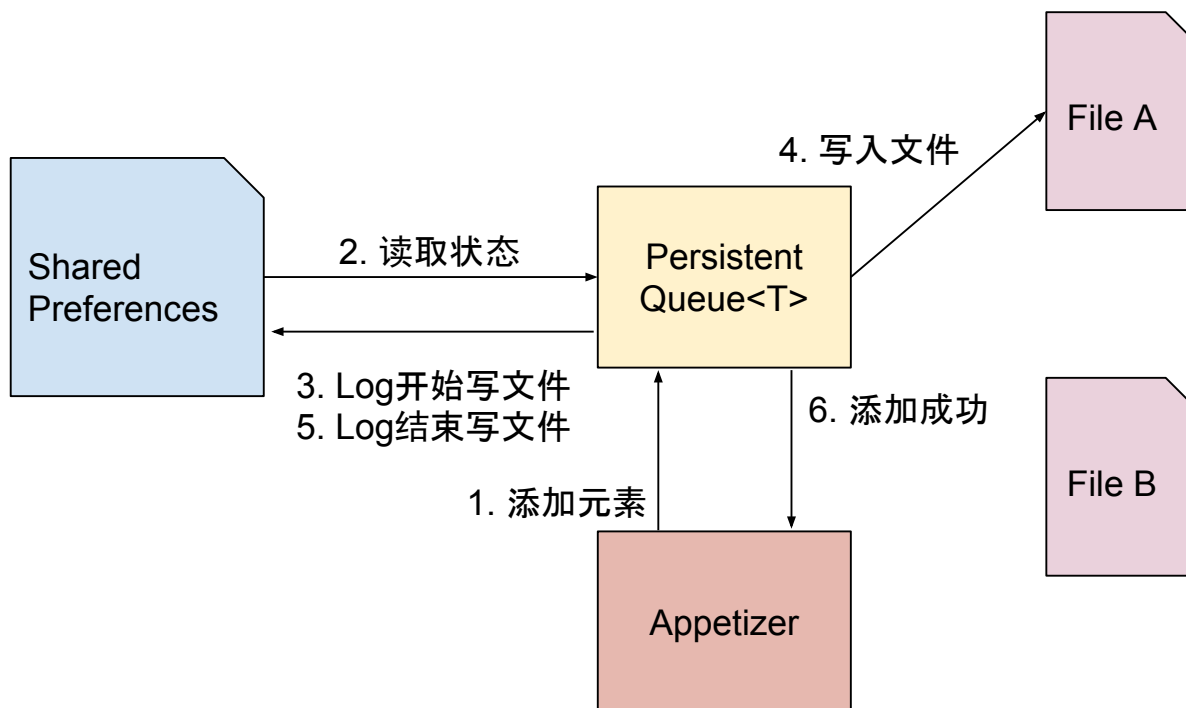 File A
4. 写入文件
Shared
Preferences
2. 读取状态
Persistent
Queue<T>
3. Log开始写文件
5. Log结束写文件
6. 添加成功
1. 添加元素
File B
Appetizer